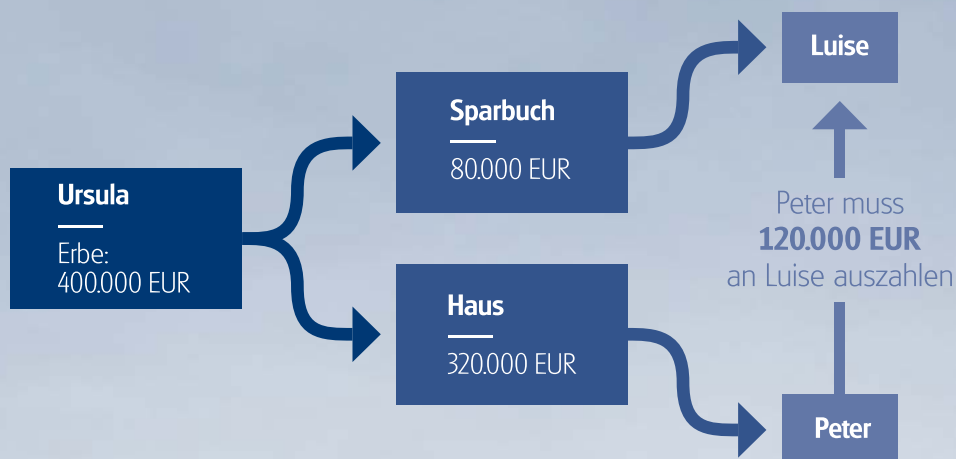 Ursula
Erbe:
400.000 EUR
Sparbuch
80.000 EUR
Haus
320.000 EUR
Luise
Peter muss
120.000 EUR
an Luise auszahlen
Peter